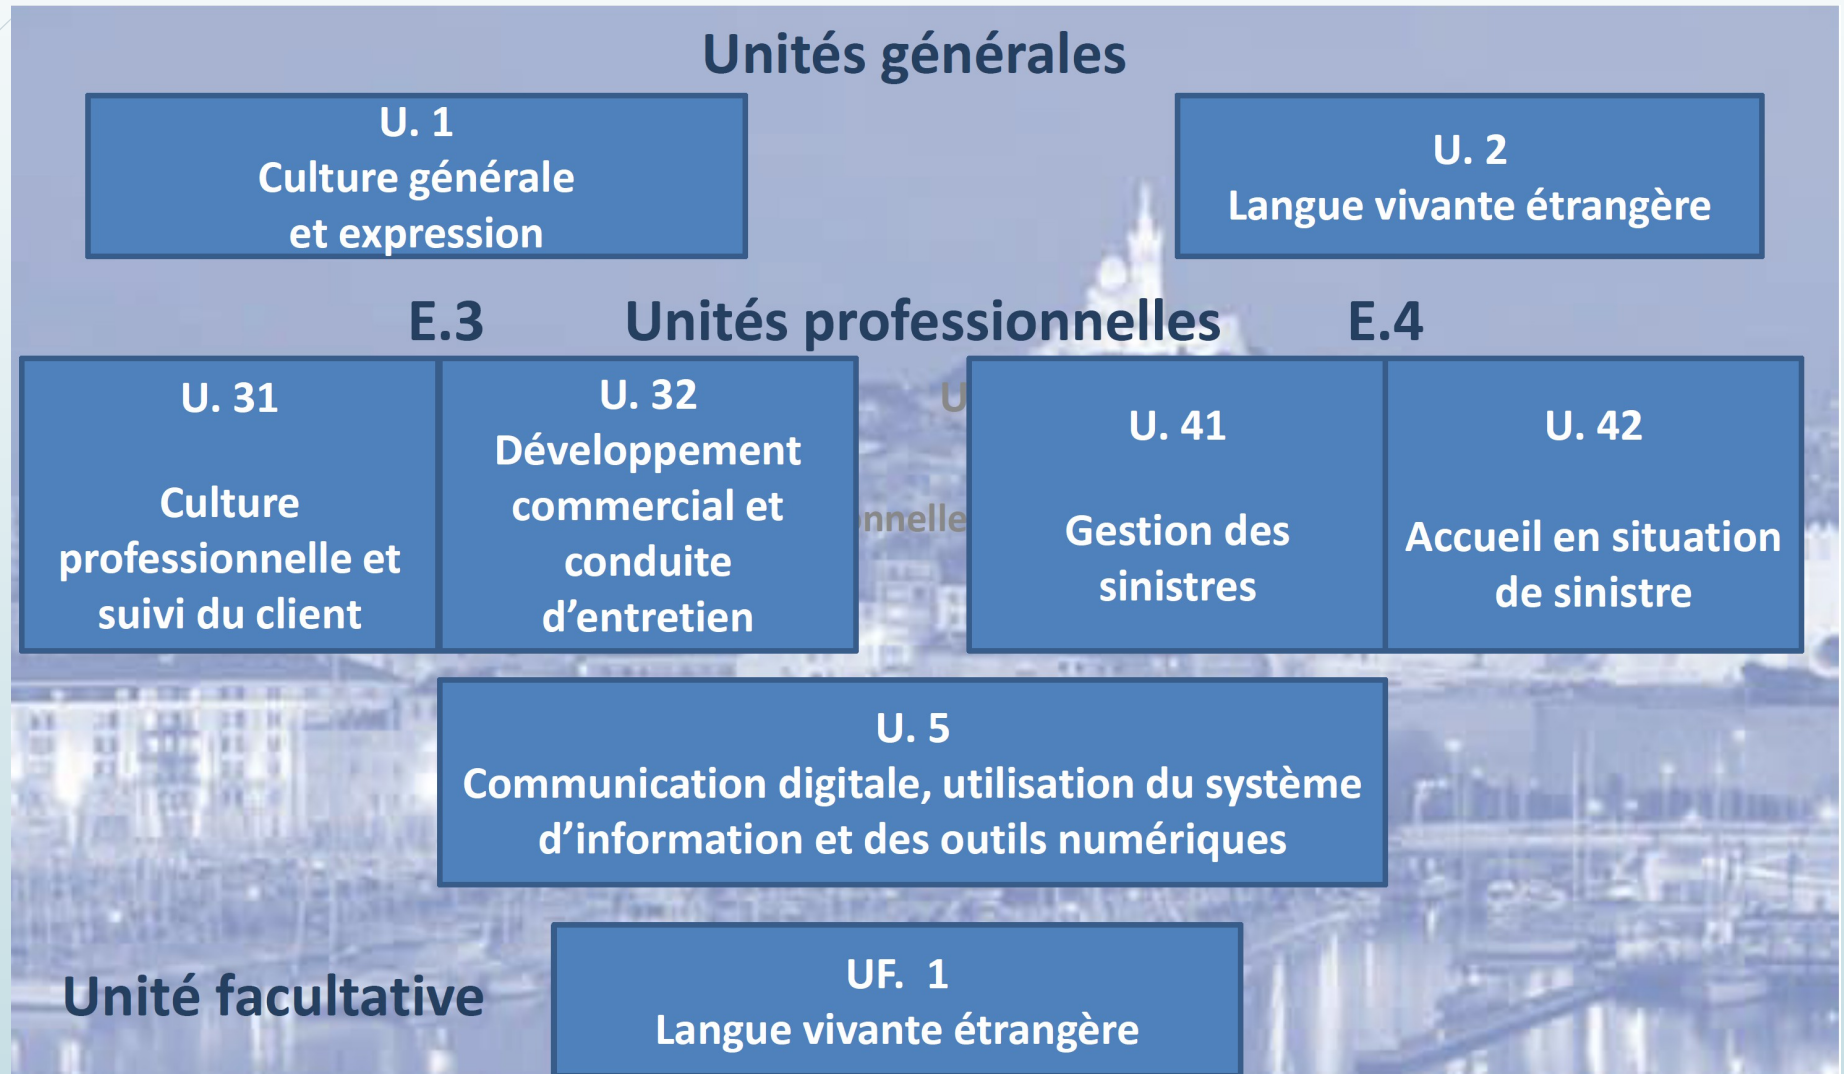 Unités générales
U. 1
Culture générale
et expression
U. 2
Langue vivante étrangère
E.3 Unités professionnelles E.4
U. 31
Culture
professionnelle et
suivi du client
U. 32
Développement
commercial et
conduite
d’entretien
U. 41
Gestion des
sinistres
U. 42
Accueil en situation
de sinistre
U. 5
Communication digitale, utilisation du système
d’information et des outils numériques
Unité facultative
UF. 1
Langue vivante étrangère